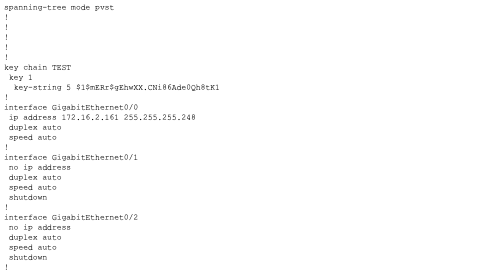 spanning-tree mode pvst
!
!
!
!
!
key chain TEST
 key 1
  key-string 5 $1$mERr$gEhwXX.CNi86Ade0Qh8tK1
!
interface GigabitEthernet0/0
 ip address 172.16.2.161 255.255.255.248
 duplex auto
 speed auto
!
interface GigabitEthernet0/1
 no ip address
 duplex auto
 speed auto
 shutdown
!
interface GigabitEthernet0/2
 no ip address
 duplex auto
 speed auto
 shutdown
!